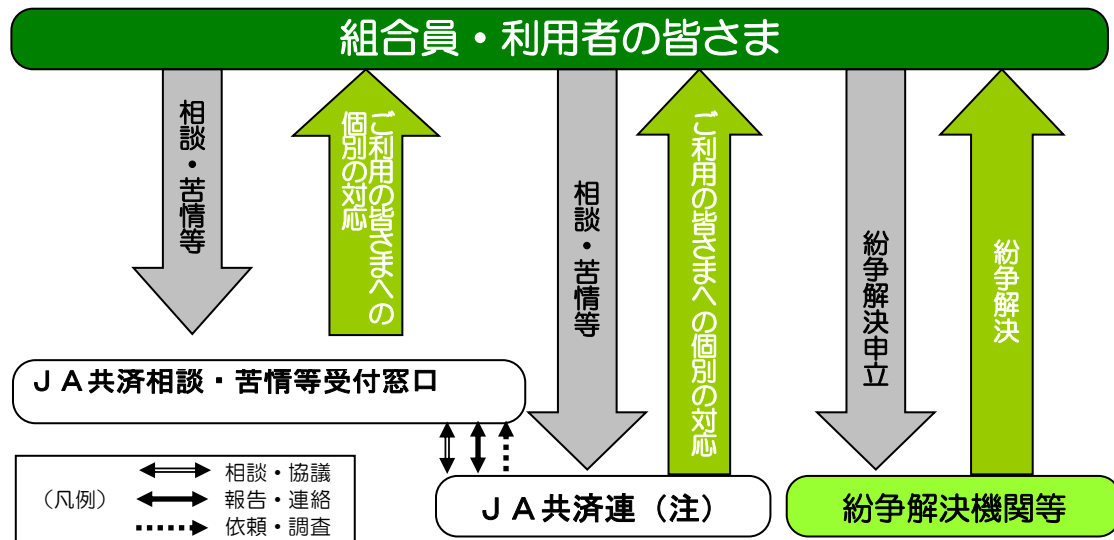 組合員・利用者の皆さま
相談・苦情等
ご利用の皆さまへの
個別の対応
相談・苦情等
ご利用の皆さまへ の個別の対応
紛争解決申立
紛争解決
ＪＡ共済相談・苦情等受付窓口
ＪＡ共済連（注）
紛争解決機関等
（凡例）
相談・協議
報告・連絡
依頼・調査